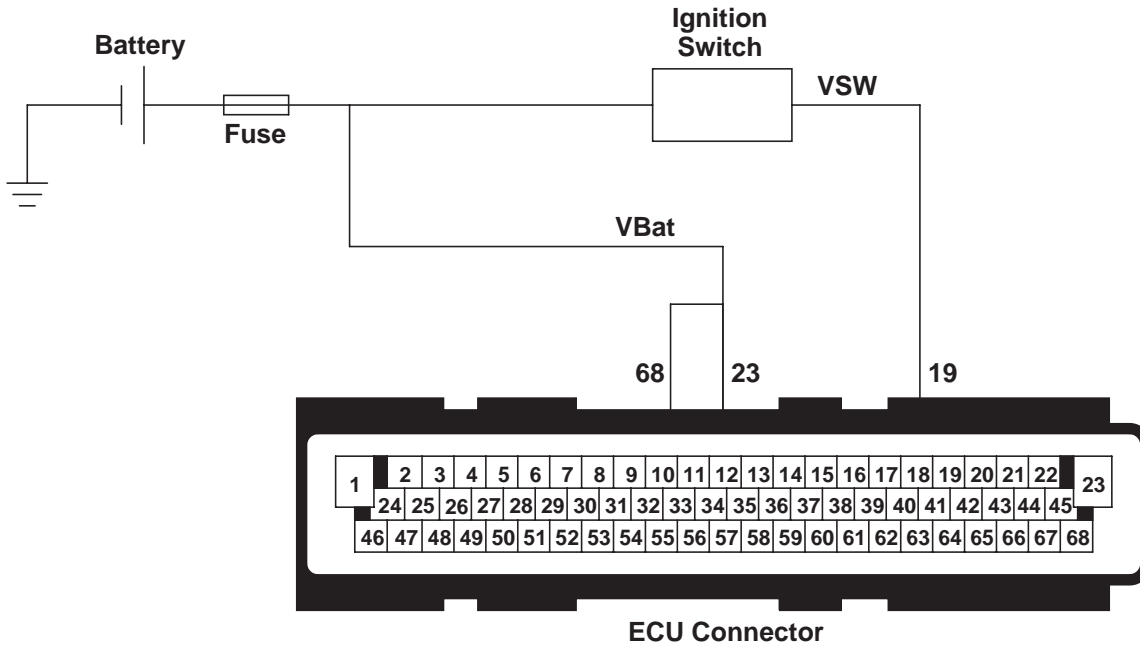 Ignition
Switch
Battery
VSW
Fuse
VBat
68 23 19
1 2 3 4 5 6 7 8 9 10 11 12 13 14 15 16 17 18 19 20 21 22 23
24 25 26 27 28 29 30 31 32 33 34 35 36 37 38 39 40 41 42 43 44 45
46 47 48 49 50 51 52 53 54 55 56 57 58 59 60 61 62 63 64 65 66 67 68
ECU Connector